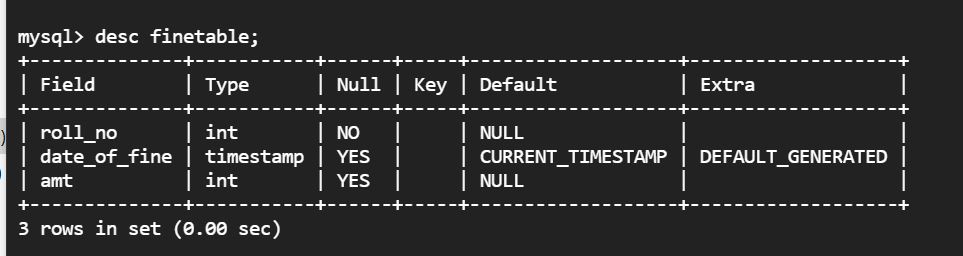 mysql> desc finetable;
+--------------+-----------+------+-----+-------------------+-------------------+
| Field        | Type      | Null | Key | Default           | Extra             |
+--------------+-----------+------+-----+-------------------+-------------------+
| roll_no      | int       | NO   |     | NULL              |                   |
| date_of_fine | timestamp | YES  |     | CURRENT_TIMESTAMP | DEFAULT_GENERATED |
| amt          | int       | YES  |     | NULL              |                   |
+--------------+-----------+------+-----+-------------------+-------------------+
3 rows in set (0.00 sec)